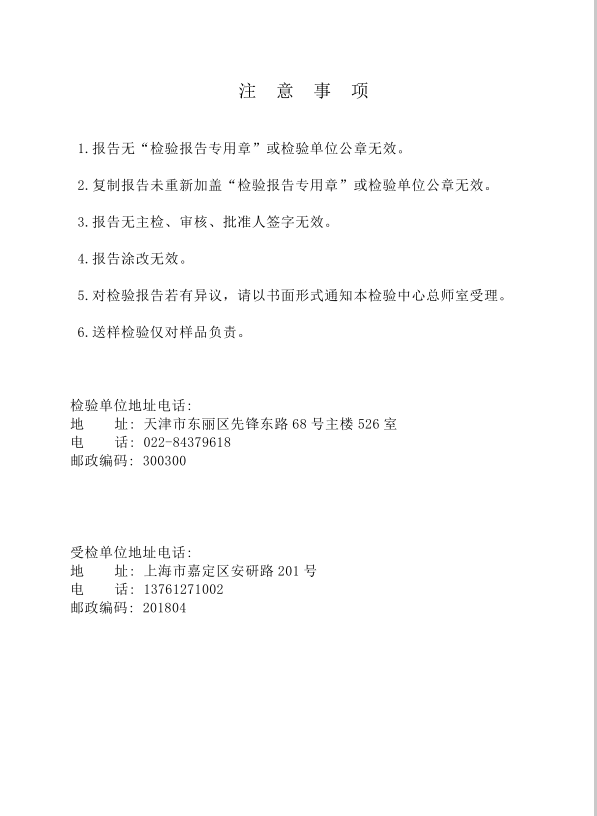 注 意 事 项
1.报告无“检验报告专用章”或检验单位公章无效。
2.复制报告未重新加盖“检验报告专用章”或检验单位公章无效。
3.报告无主检、审核、批准人签字无效。
4.报告涂改无效。
5.对检验报告若有异议，请以书面形式通知本检验中心总师室受理。
6.送样检验仅对样品负责。
检验单位地址电话:
地 址: 天津市东丽区先锋东路 68 号主楼 526 室
电 话: 022-84379618
邮政编码: 300300
受检单位地址电话:
地 址: 上海市嘉定区安研路 201 号
电 话: 13761271002
邮政编码: 201804